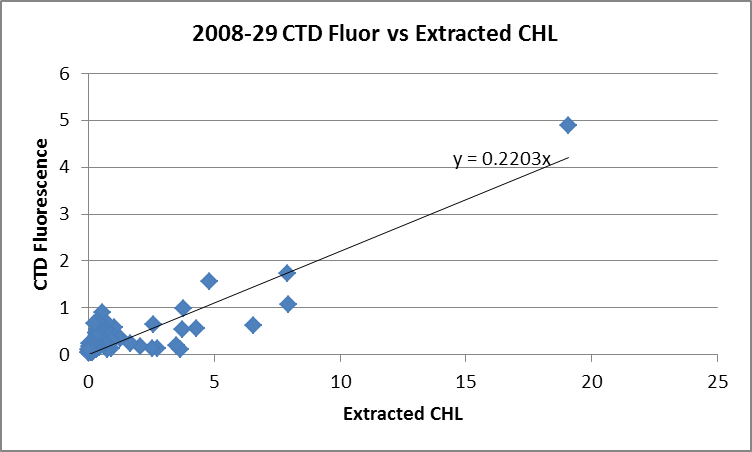 2008-29 CTD Fluor vs Extracted CHL
6
5
4
3
2
1
0
CTD Fluorescence
y = 0.2203x
0 5 10 15 20 25
Extracted CHL